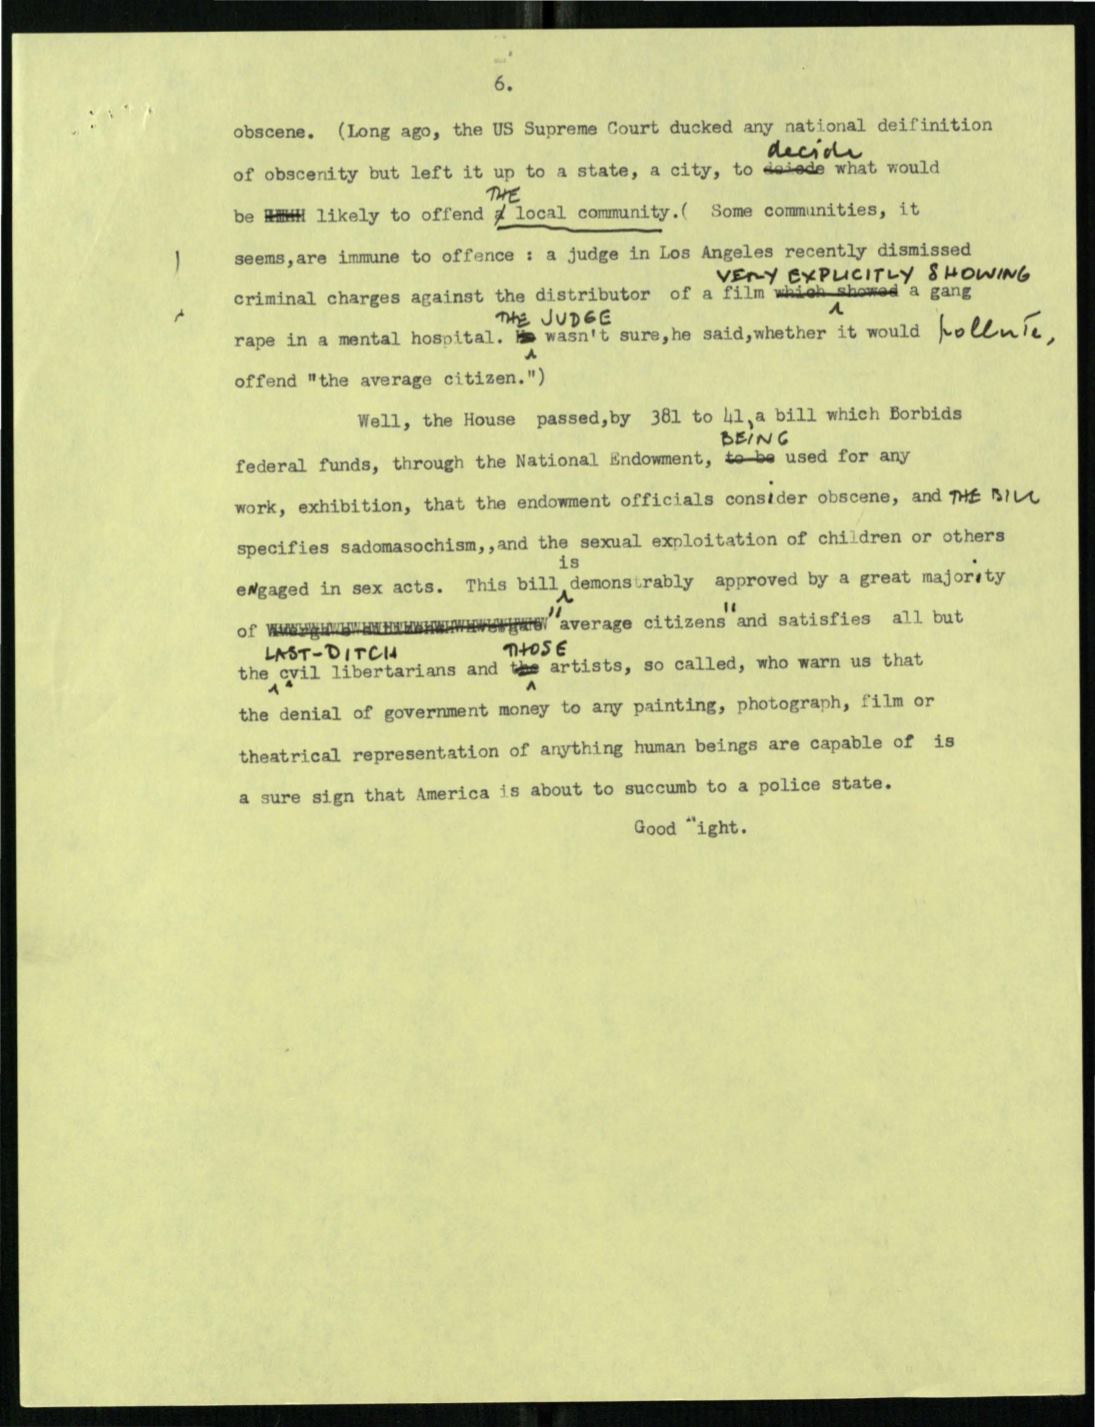 6.
obscene. (Long ago, the US Supreme Court ducked any national deifinition
decide
of obscenity but left it up to a state, a city, to deiede what would
THE
be likely to offend a local community.( Some communities, it
seems,are immune to offence : a judge in Los Angeles recently dismissed
VERY EXPLICITLY SHOWING
criminal charges against the distributor of a film which showed a gang
THE JUDGE
rape in a mental hospital. He wasn't sure,he said,whether it would pollute,
offend "the average citizen.")
Well, the House passed,by 381 to 41,a bill which Borbids
BEING
federal funds, through the National Endowment, to be used for any
work, exhibition, that the endowment officials consider obscene, and THE BILL
specifies sadomasochism,,and the sexual exploitation of children or others
is
eNgaged in sex acts. This bill demonstrably approved by a great majority
of "average citizens" and satisfies all but
LAST-DITCH THOSE
the cvil libertarians and the artists, so called, who warn us that
the denial of government money to any painting, photograph, film or
theatrical representation of anything human beings are capable of is
a sure sign that America is about to succumb to a police state.
Good "ight.